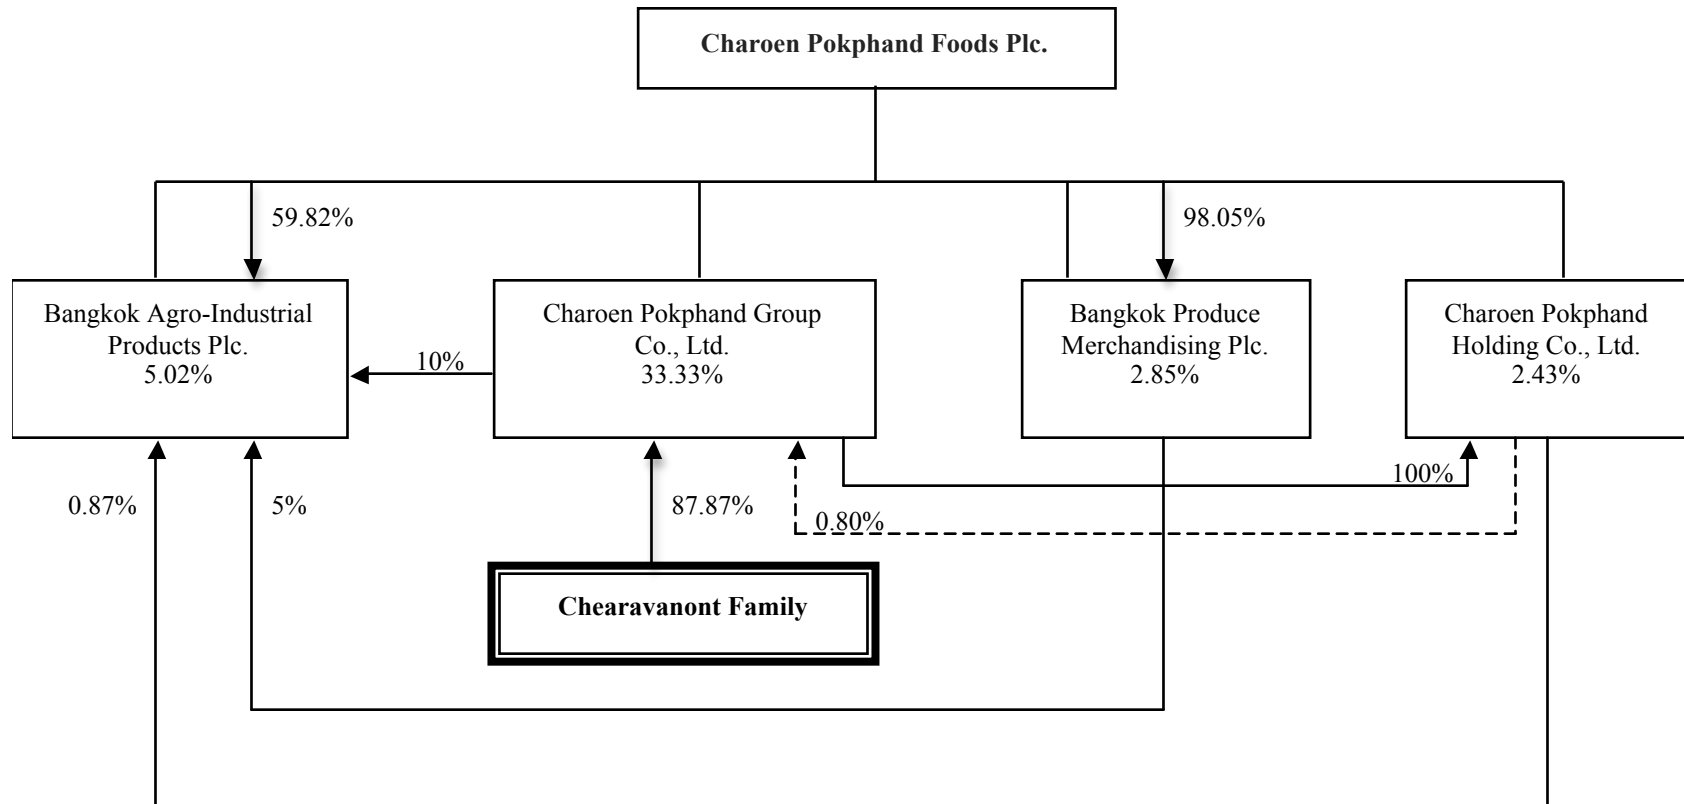 Charoen Pokphand Foods Plc.
59.82%
98.05%
Bangkok Agro-Industrial
Products Plc.
5.02%
10%
Charoen Pokphand Group
Co., Ltd.
33.33%
Bangkok Produce
Merchandising Plc.
2.85%
Charoen Pokphand
Holding Co., Ltd.
2.43%
0.87%
5%
87.87%
0.80%
100%
Chearavanont Family